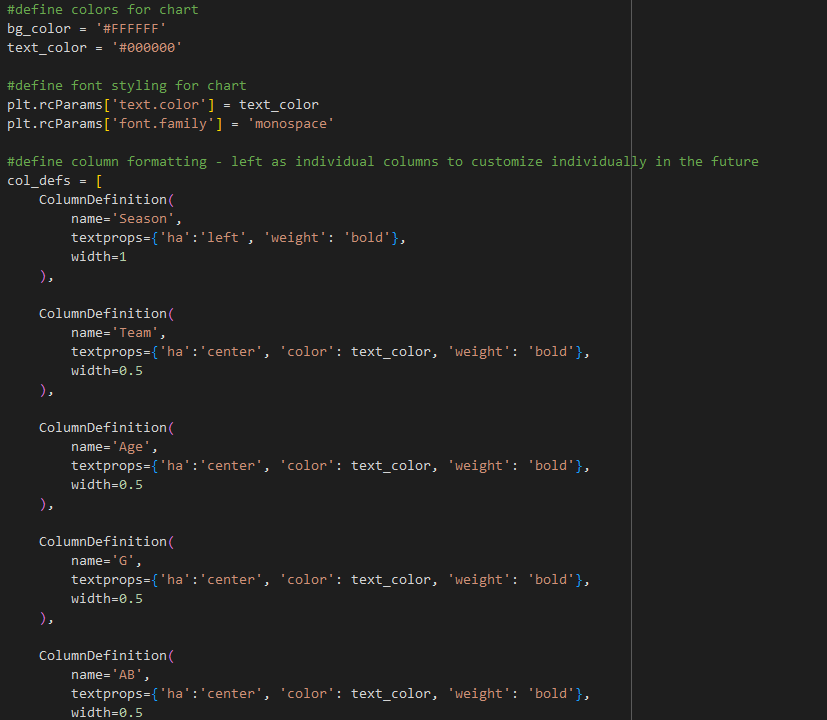 #define colors for chart
bg_color = '#FFFFFF'
text_color = '#000000'
#define font styling for chart
plt.rcParams['text.color'] = text_color
plt.rcParams['font.family'] = 'monospace'
#define column formatting - left as individual columns to customize individually in the future
col_defs = [
    ColumnDefinition(
        name='Season',
        textprops={'ha':'left', 'weight': 'bold'},
        width=1
    ),
    ColumnDefinition(
        name='Team',
        textprops={'ha':'center', 'color': text_color, 'weight': 'bold'},
        width=0.5
    ),
    ColumnDefinition(
        name='Age',
        textprops={'ha':'center', 'color': text_color, 'weight': 'bold'},
        width=0.5
    ),
    ColumnDefinition(
        name='G',
        textprops={'ha':'center', 'color': text_color, 'weight': 'bold'},
        width=0.5
    ),
    ColumnDefinition(
        name='AB',
        textprops={'ha':'center', 'color': text_color, 'weight': 'bold'},
        width=0.5